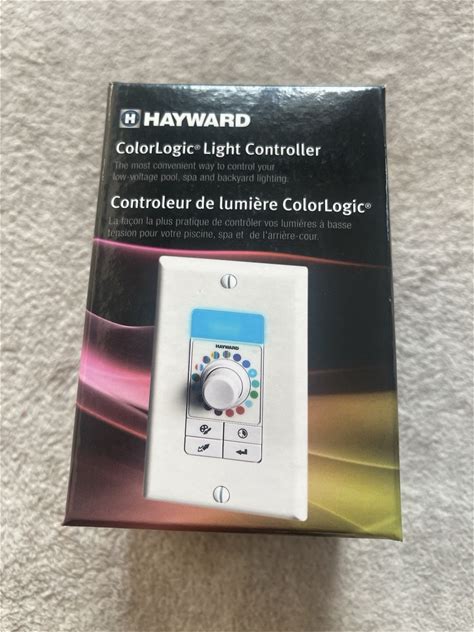 HAYWARD
ColorLogic® Light Controller
The most convenient way to control your
low-voltage pool, spa and backyard lighting.
Controleur de lumière ColorLogic®
La façon la plus pratique de contrôler vos lumières à basse
tension pour votre piscine, spa et de l'arrière-cour.
HAYWARD